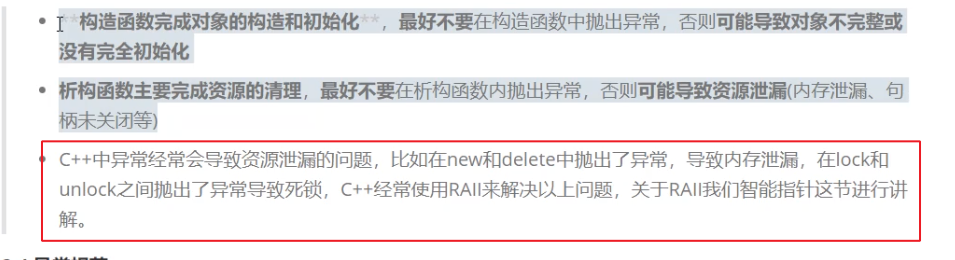 **构造函数完成对象的构造和初始化**，最好不要在构造函数中抛出异常，否则可能导致对象不完整或
没有完全初始化
析构函数主要完成资源的清理，最好不要在析构函数内抛出异常，否则可能导致资源泄漏(内存泄漏、句
柄未关闭等)
C++中异常经常会导致资源泄漏的问题，比如在new和delete中抛出了异常，导致内存泄漏，在lock和
unlock之间抛出了异常导致死锁，C++经常使用RAII来解决以上问题，关于RAII我们智能指针这节进行讲
解。